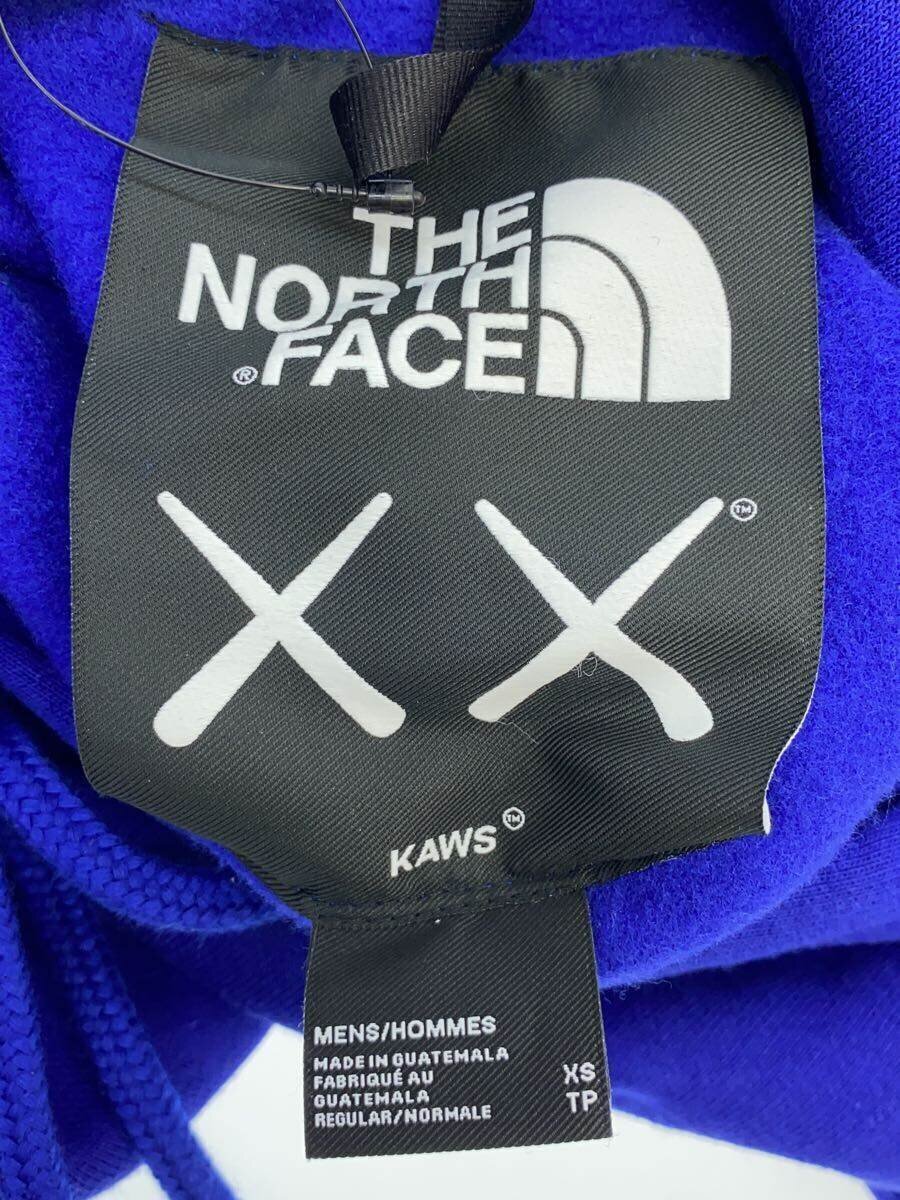 THE
NORTH
FACE®
XX™
KAWS™
MENS/HOMMES
MADE IN GUATEMALA
FABRIQUÉ AU
GUATEMALA
REGULAR/NORMALE
XS
TP